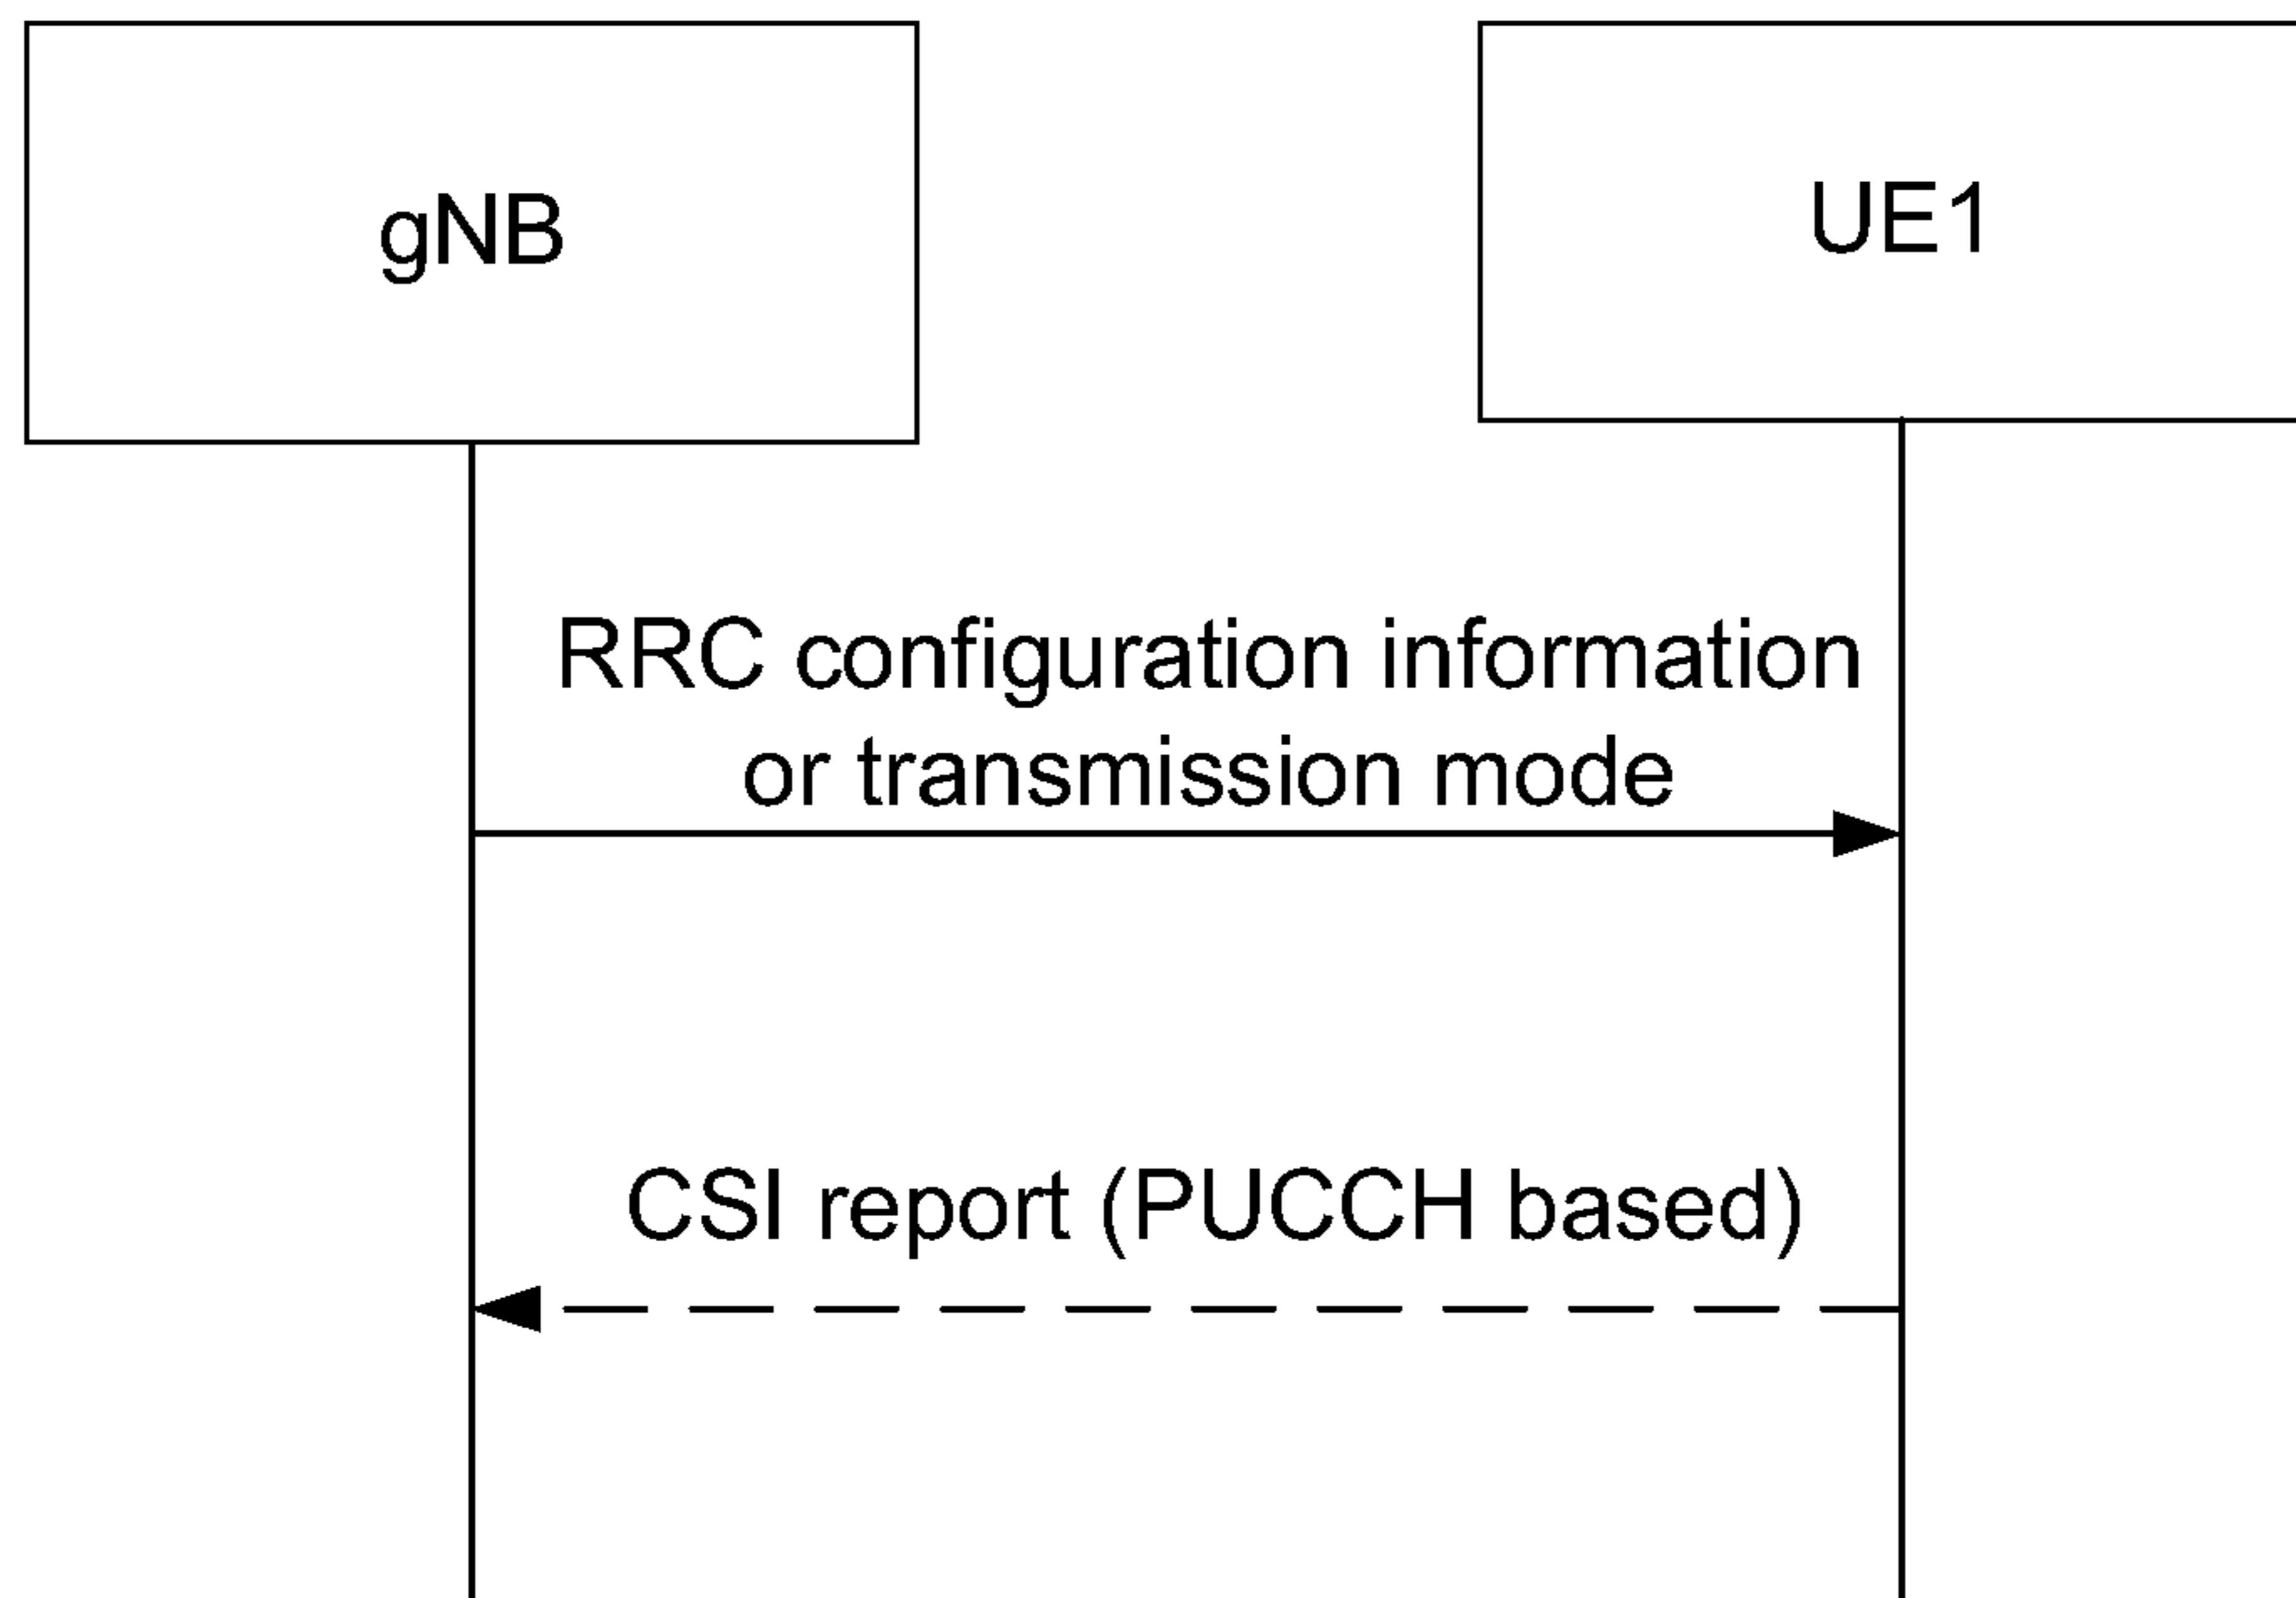 gNB
UE1
RRC configuration information
or transmission mode
CSI report (PUCCH based)